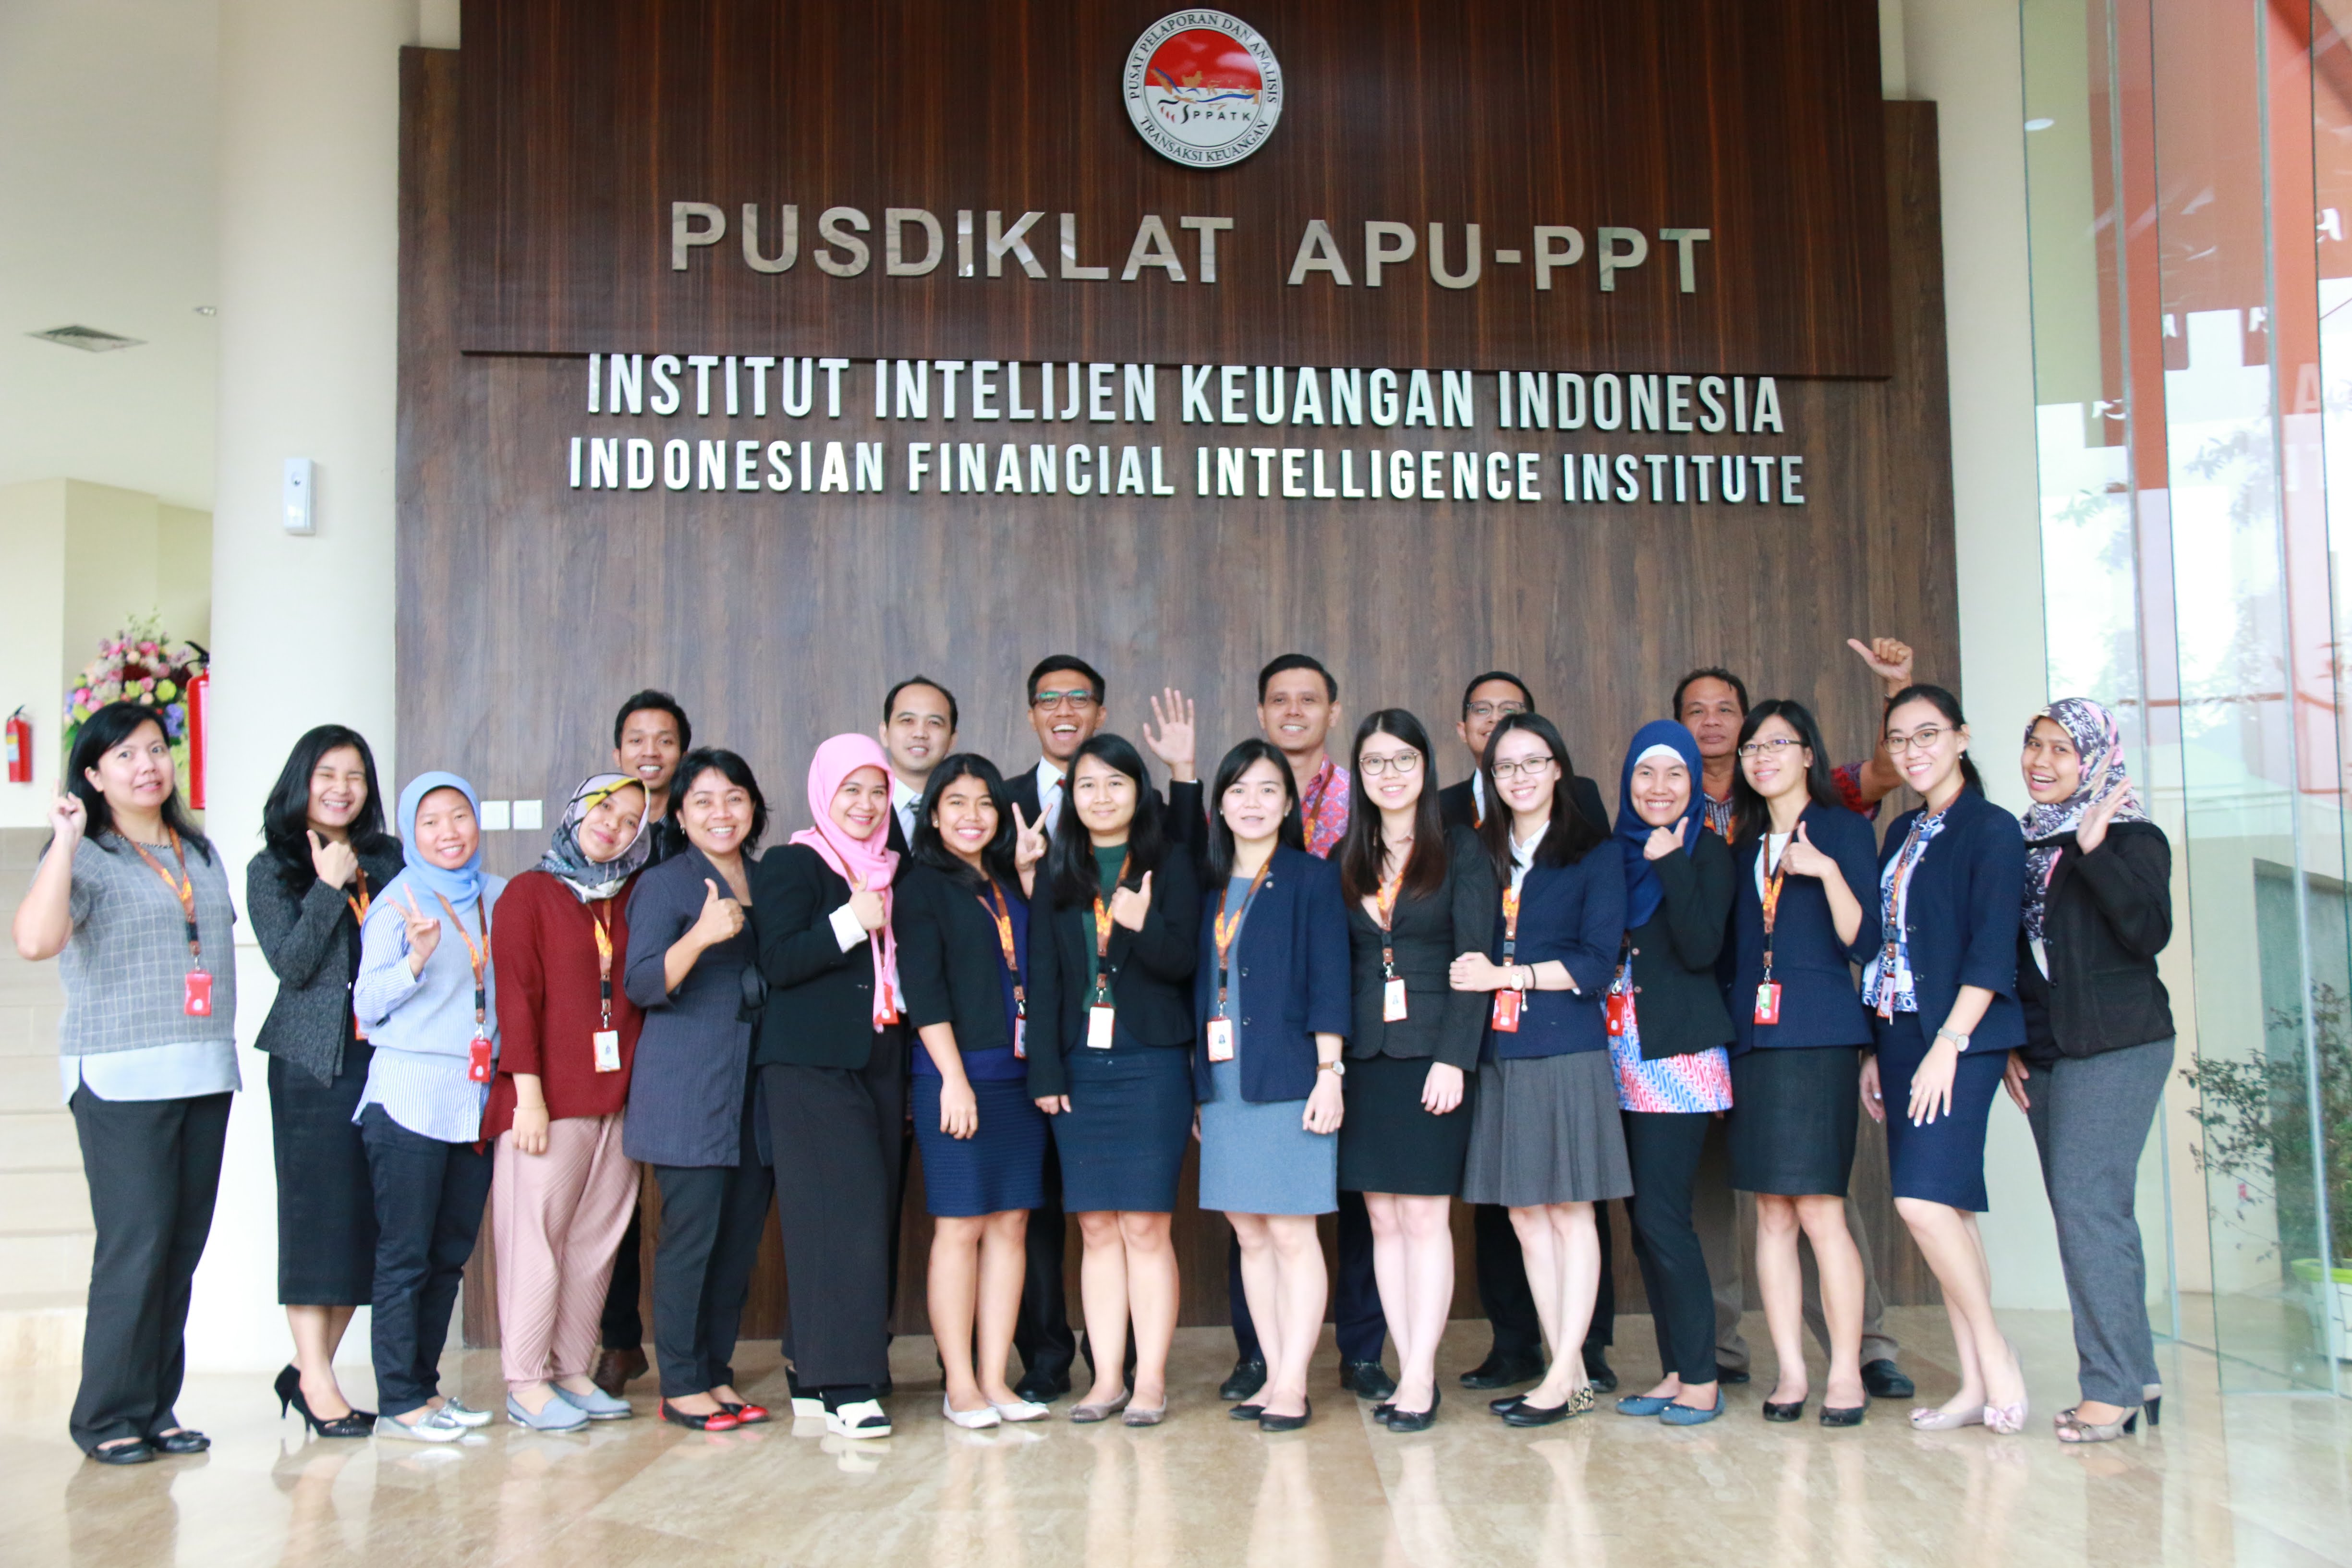 PUSAT PELAPORAN DAN ANALISIS
TRANSAKSI KEUANGAN
PPATK
PUSDIKLAT APU-PPT
INSTITUT INTELIJEN KEUANGAN INDONESIA
INDONESIAN FINANCIAL INTELLIGENCE INSTITUTE